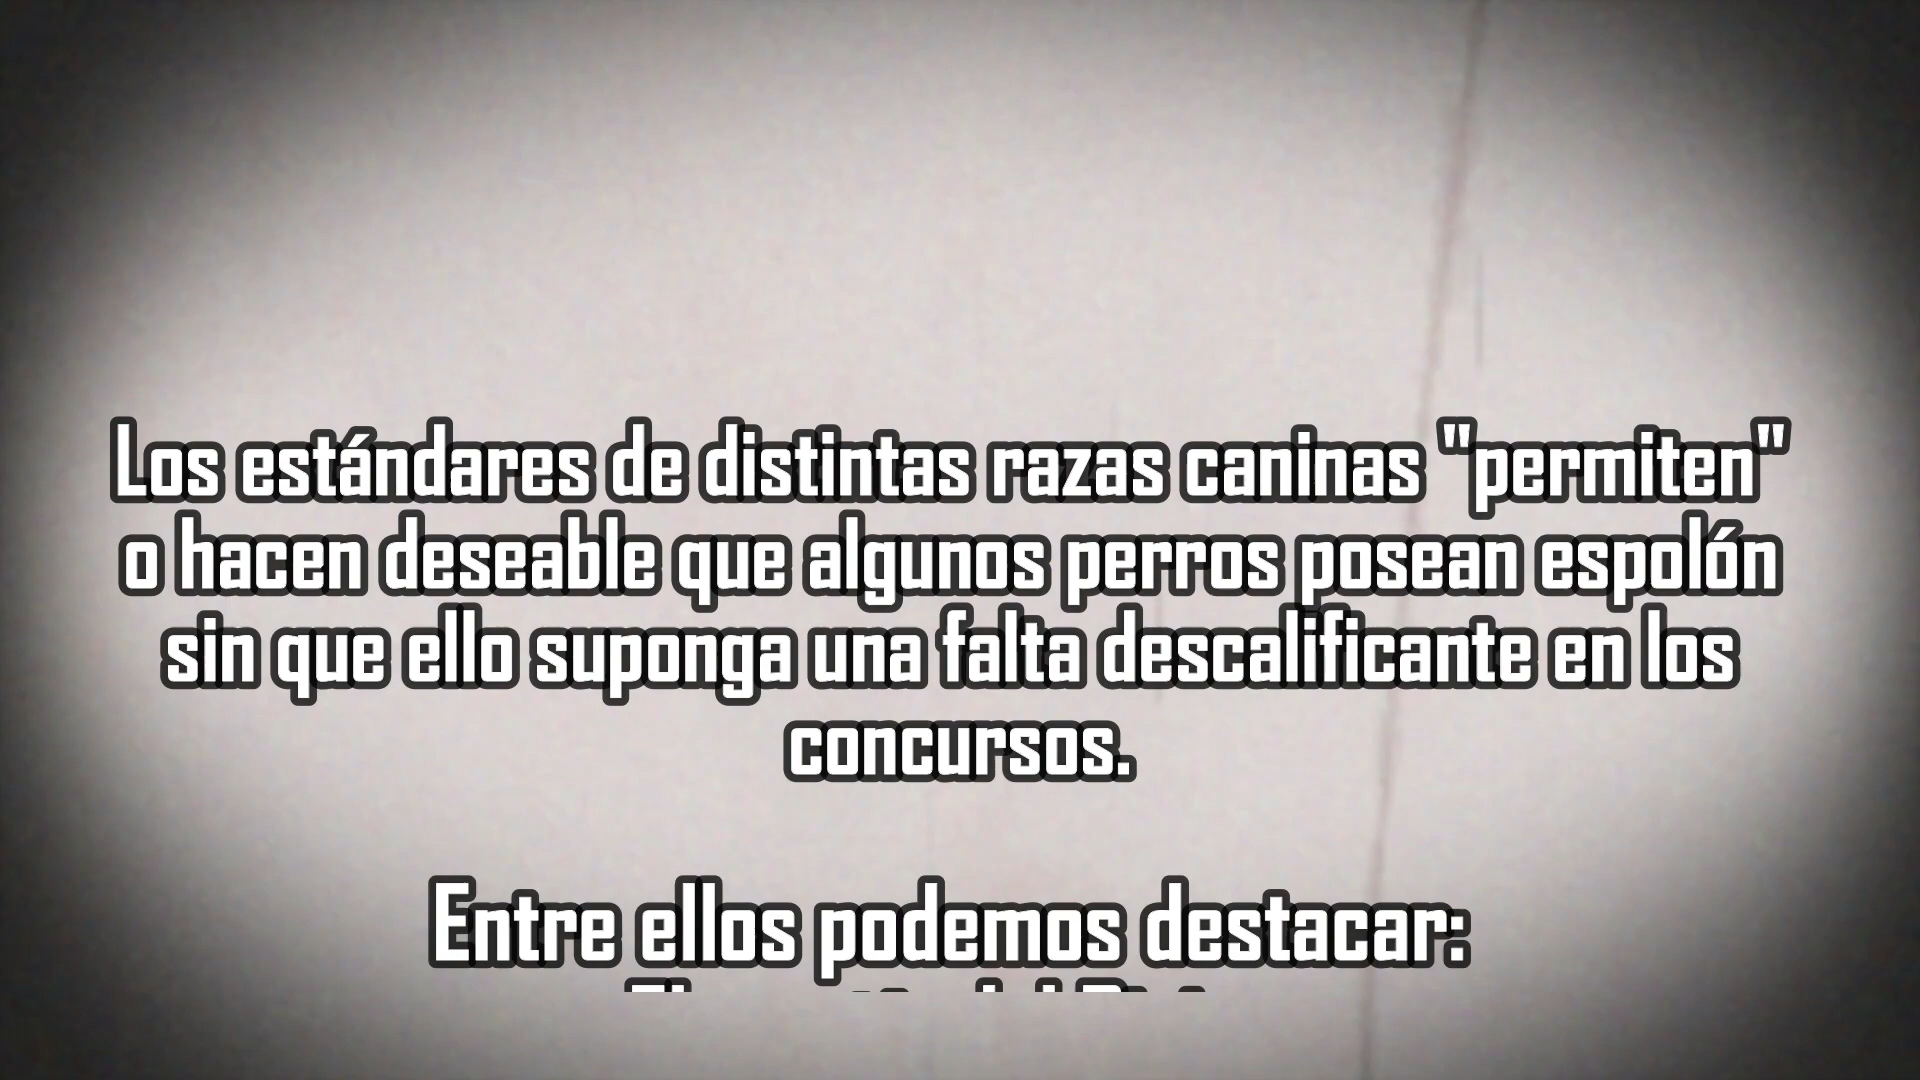 Los estándares de distintas razas caninas "permiten"
o hacen deseable que algunos perros posean espolón
sin que ello suponga una falta descalificante en los
concursos.
Entre ellos podemos destacar: